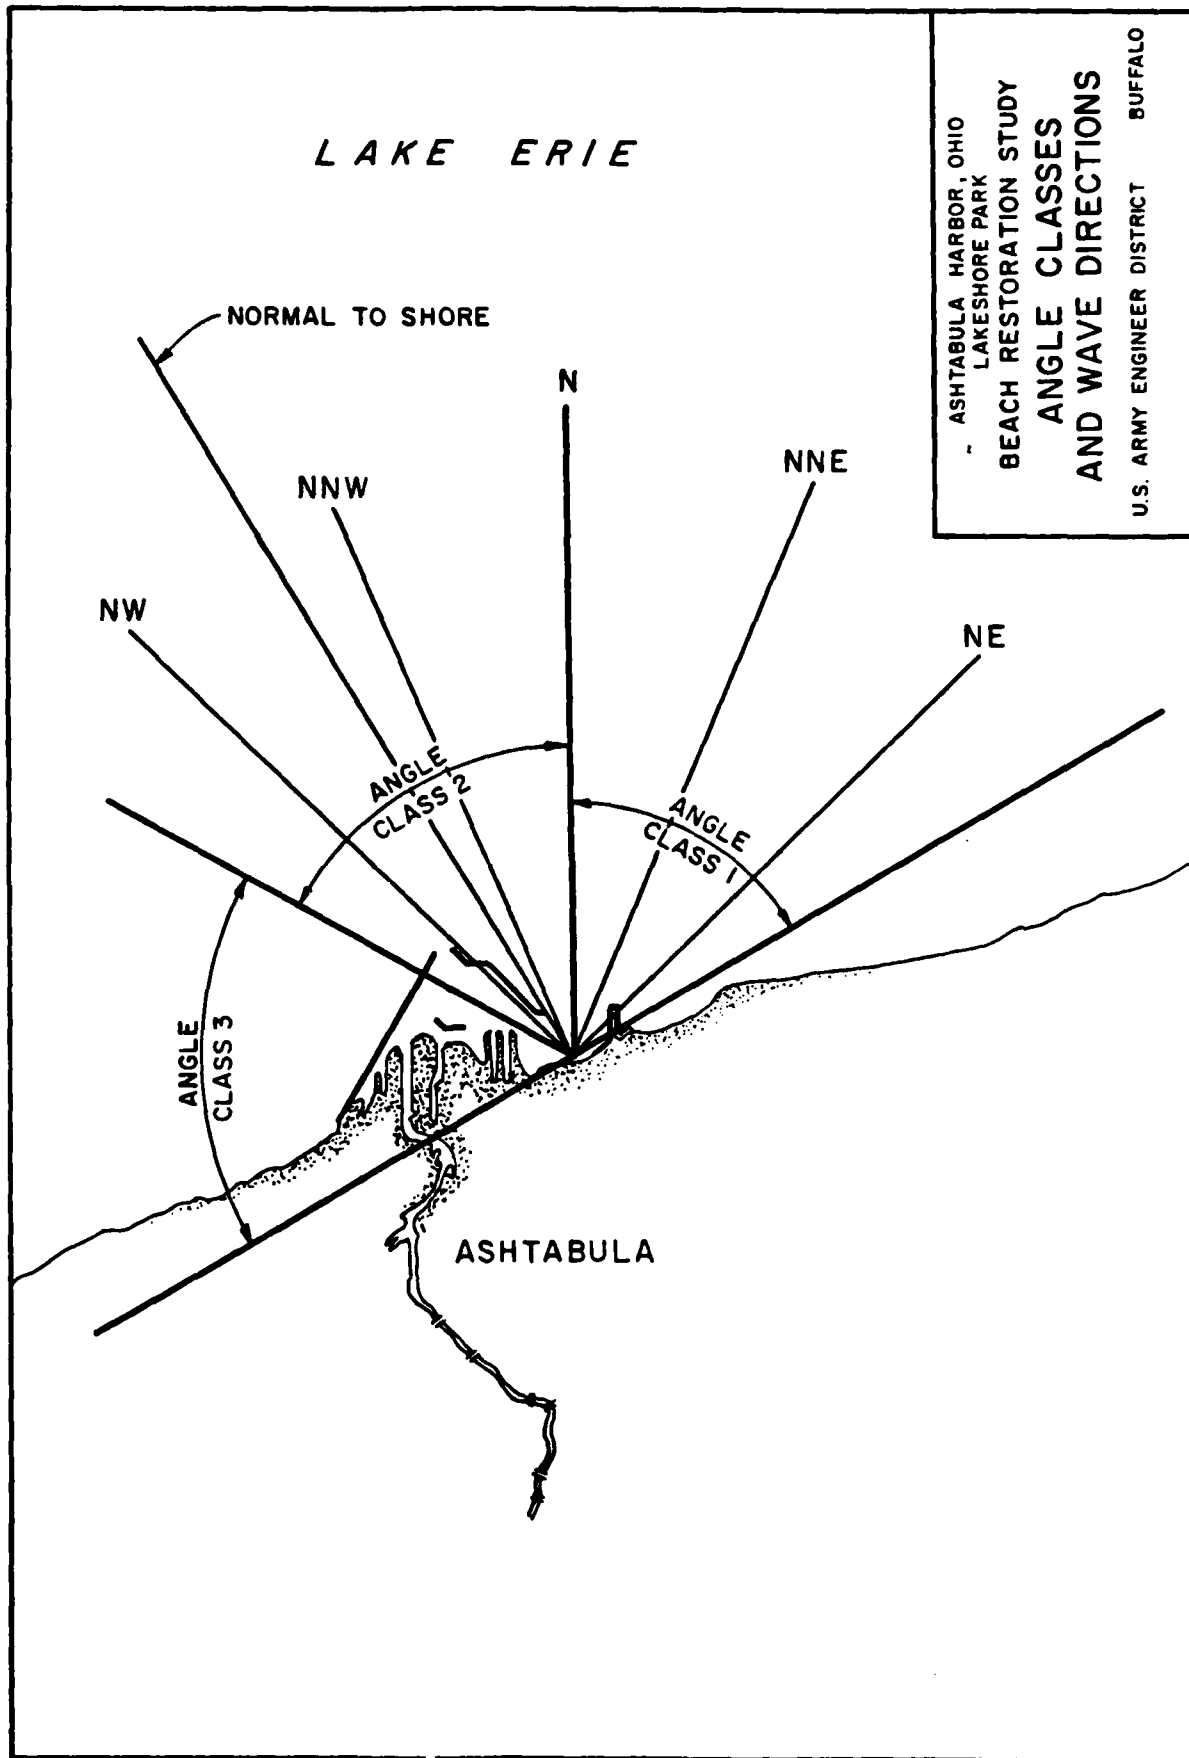 LAKE ERIE
NORMAL TO SHORE
N
NNW
NNE
NW
NE
ANGLE
CLASS 2
ANGLE
CLASS 1
ANGLE
CLASS 3
ASHTABULA
ASHTABULA HARBOR, OHIO
LAKESHORE PARK
BEACH RESTORATION STUDY
ANGLE CLASSES
AND WAVE DIRECTIONS
U.S. ARMY ENGINEER DISTRICT BUFFALO